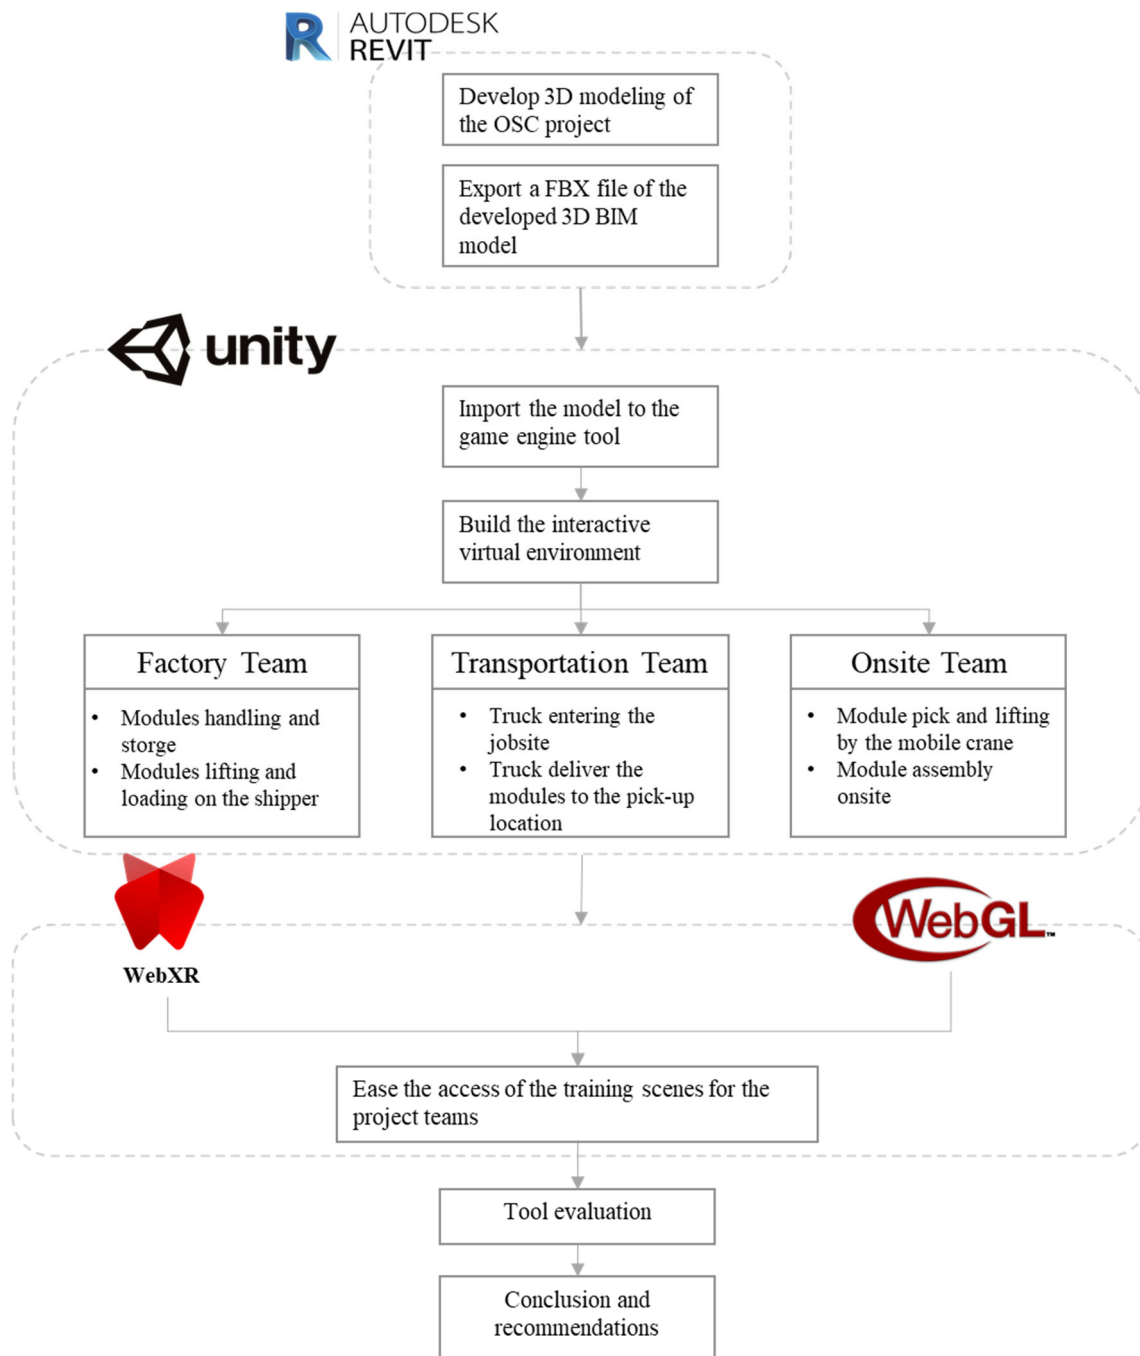 AUTODESK
REVIT
Develop 3D modeling of
the OSC project
Export a FBX file of the
developed 3D BIM
model
unity
Import the model to the
game engine tool
Build the interactive
virtual environment
Factory Team
• Modules handling and
storge
• Modules lifting and
loading on the shipper
Transportation Team
• Truck entering the
jobsite
• Truck deliver the
modules to the pick-up
location
Onsite Team
• Module pick and lifting
by the mobile crane
• Module assembly
onsite
WebXR
WebGL™
Ease the access of the training scenes for the
project teams
Tool evaluation
Conclusion and
recommendations